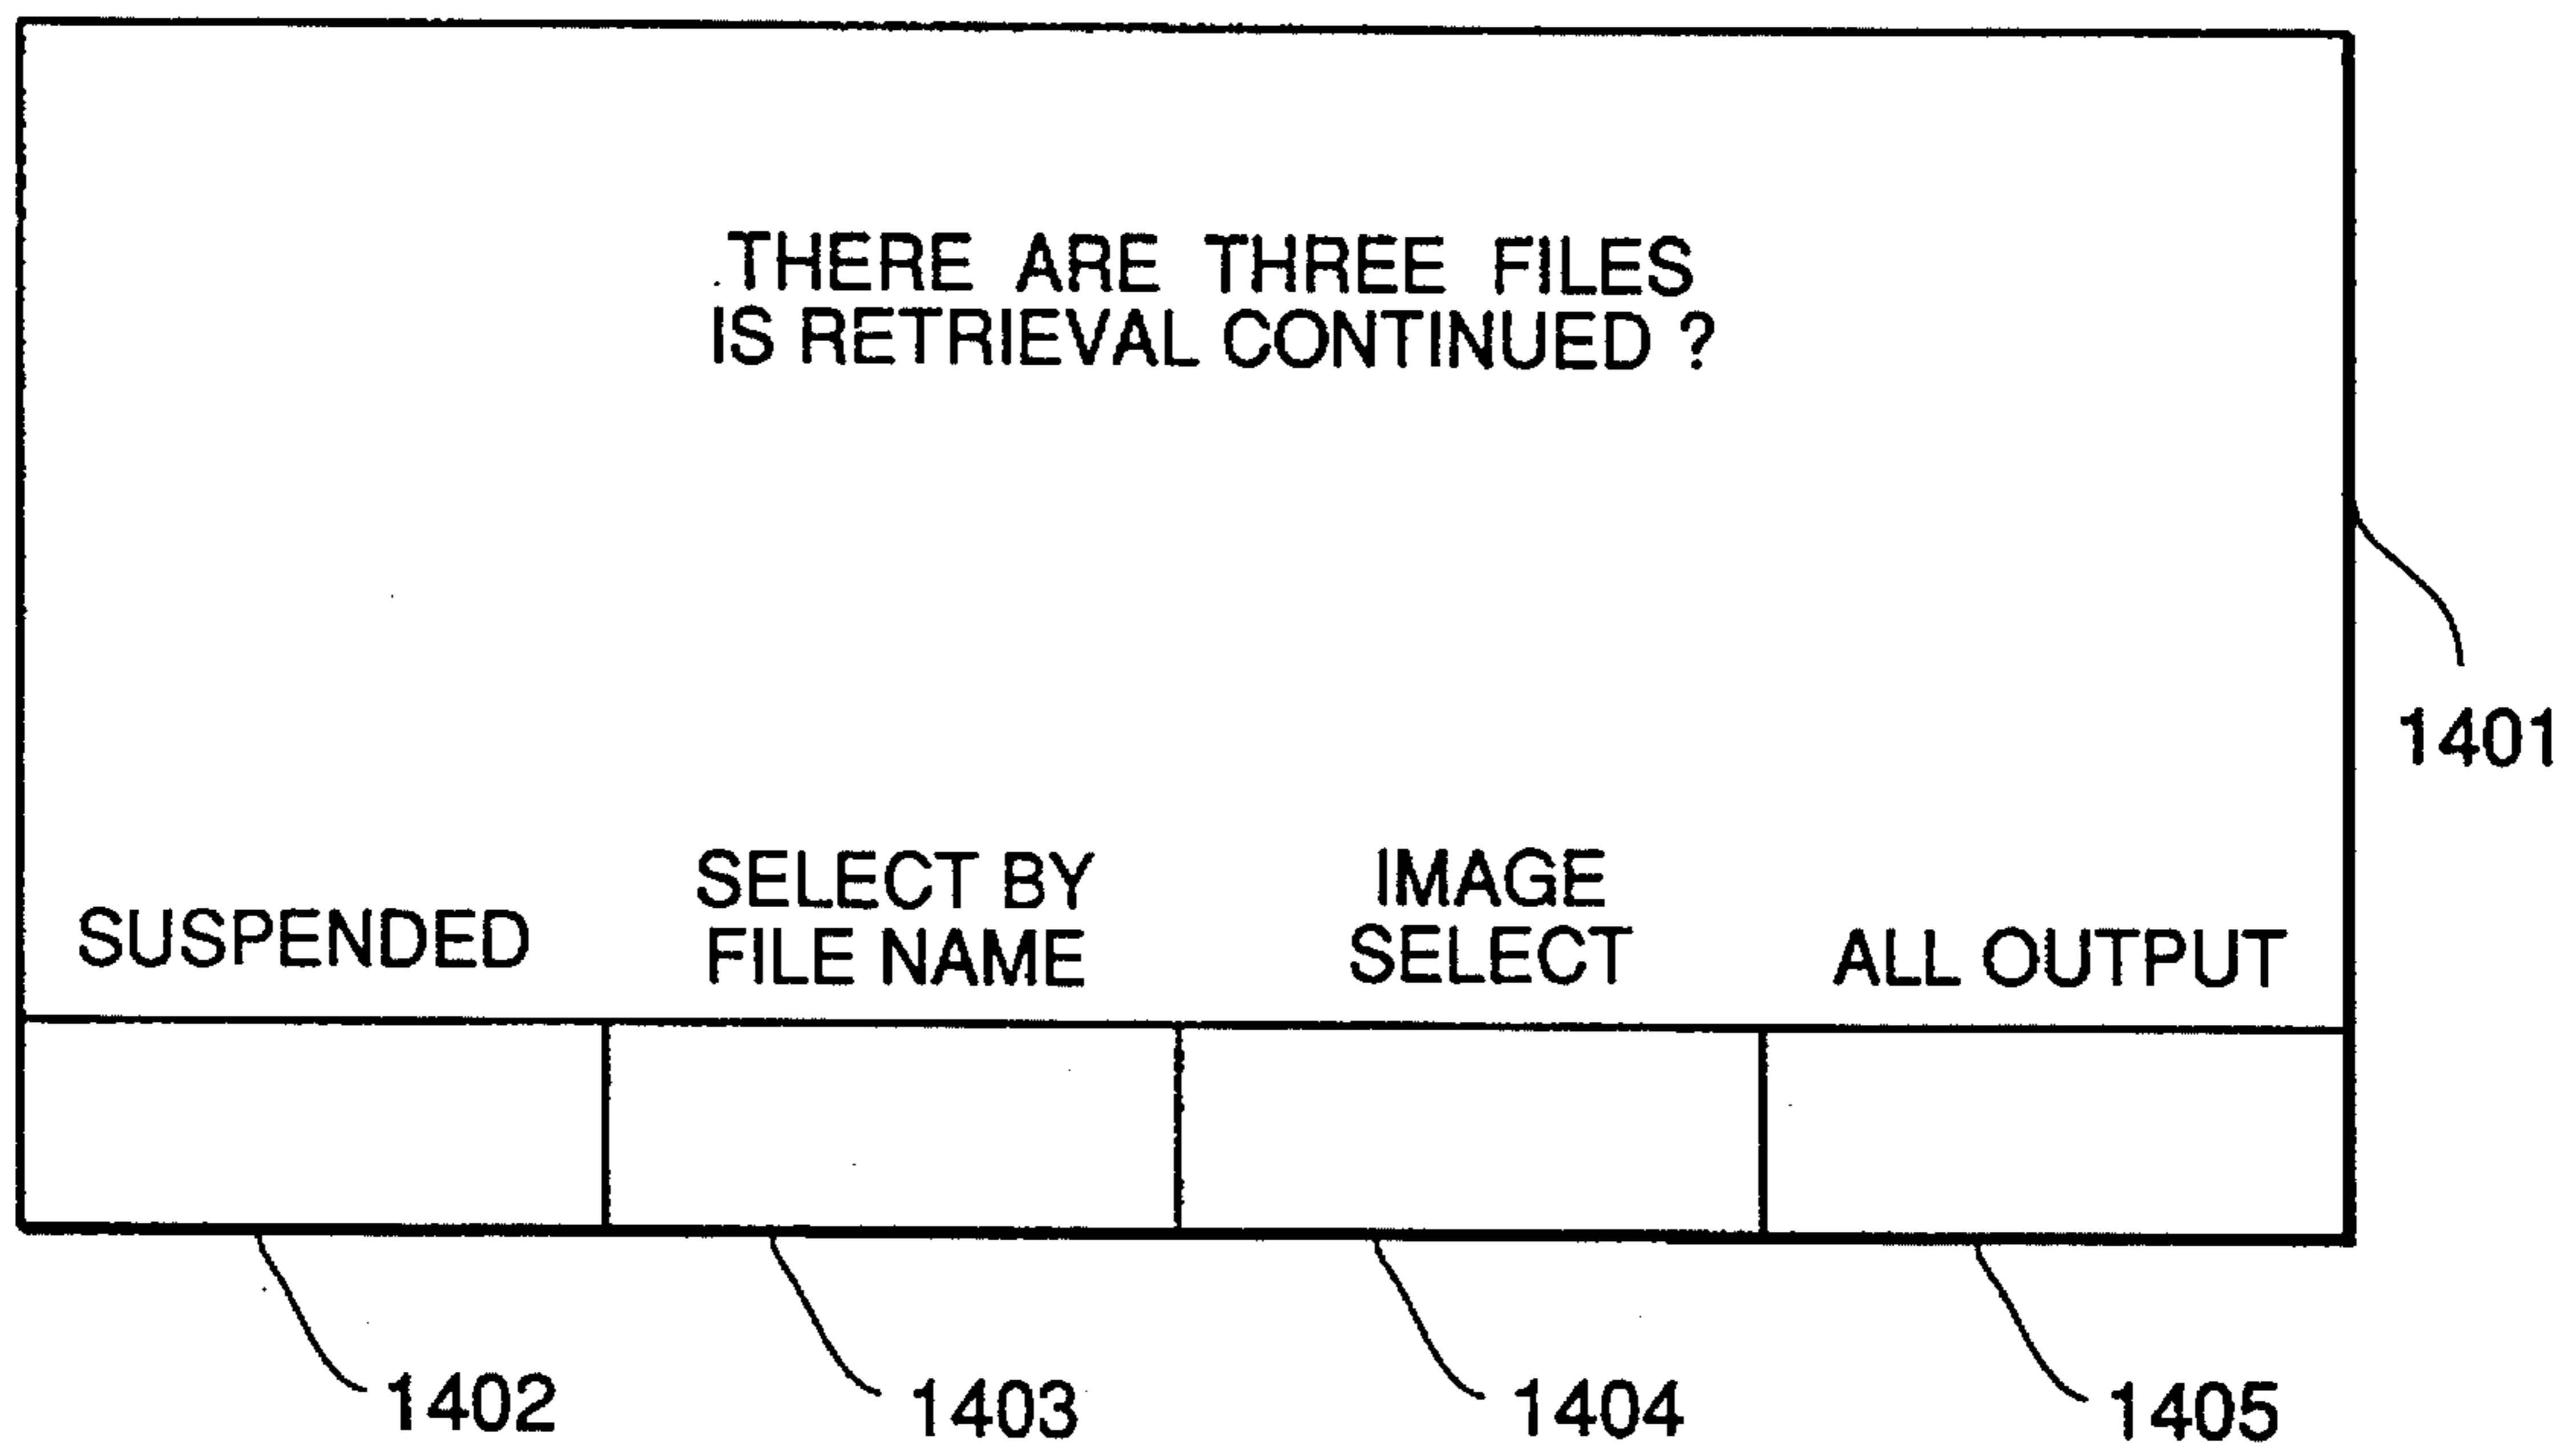 THERE ARE THREE FILES
IS RETRIEVAL CONTINUED ?
1401
SUSPENDED
SELECT BY
FILE NAME
IMAGE
SELECT
ALL OUTPUT
1402
1403
1404
1405